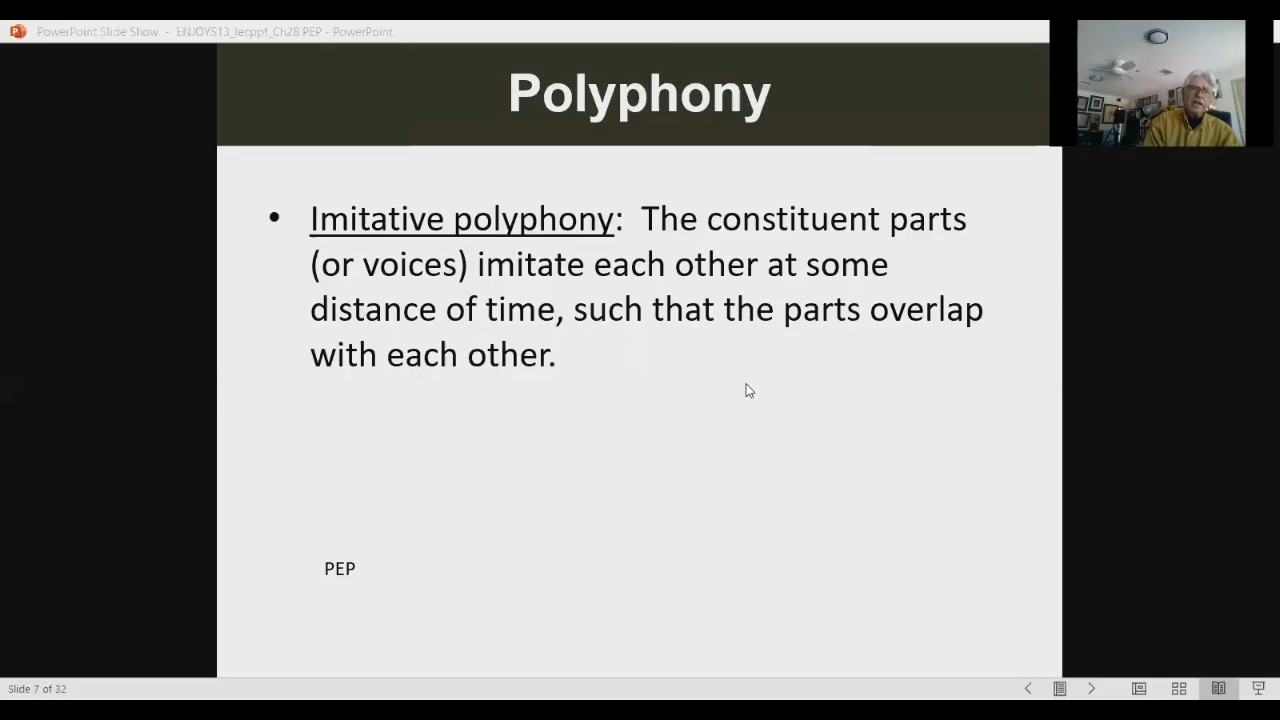 PowerPoint Slide Show - ENJOYS13_lecppt_Ch28 PEP - PowerPoint
Polyphony
• Imitative polyphony: The constituent parts
(or voices) imitate each other at some
distance of time, such that the parts overlap
with each other.
PEP
Slide 7 of 32